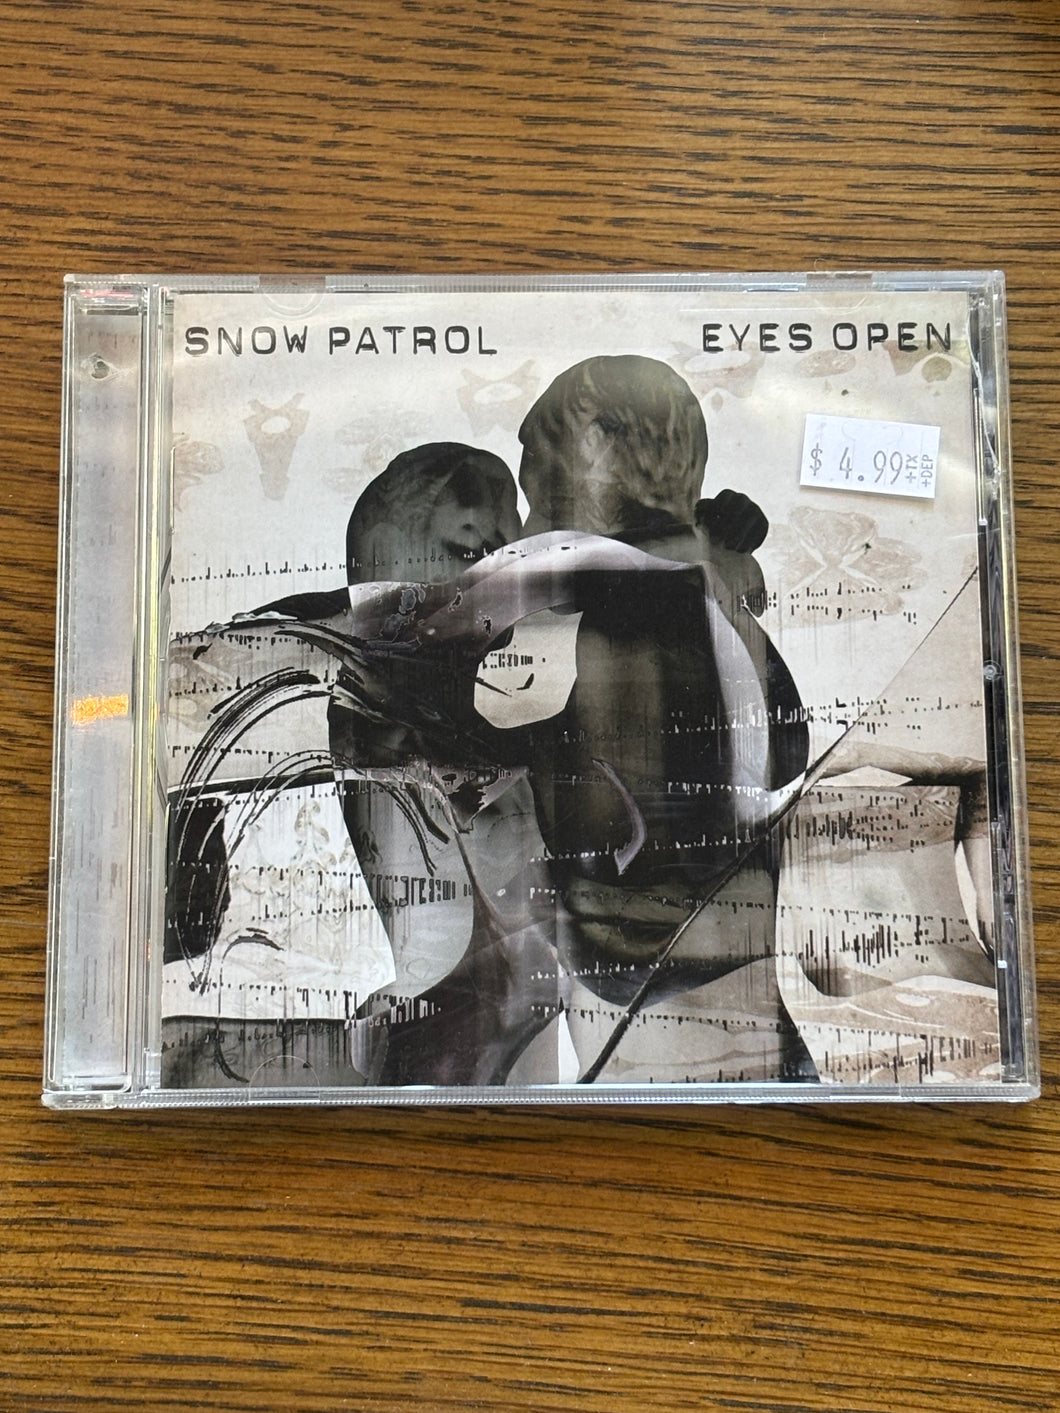 SNOW PATROL
EYES OPEN
$ 4.99 +TX
+DEP